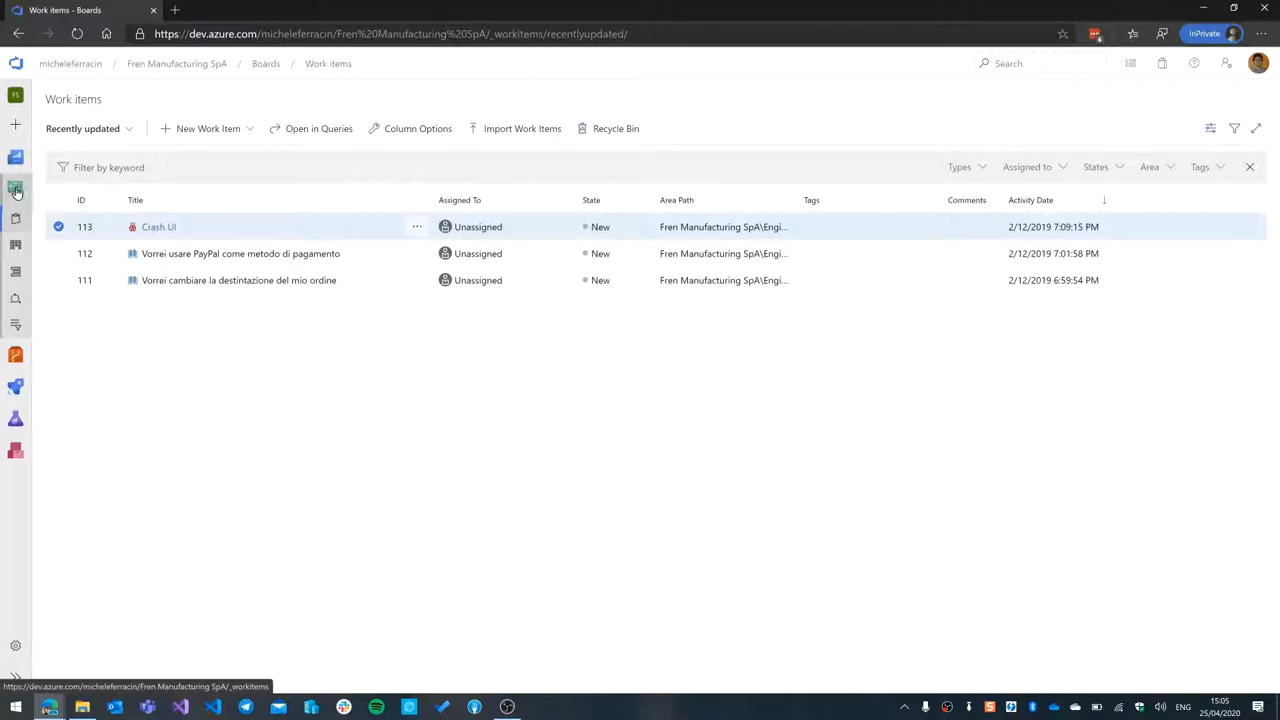 Work items - Boards
https://dev.azure.com/micheleferracin/Fren%20Manufacturing%20SpA/_workitems/recentlyupdated/
InPrivate
micheleferracin / Fren Manufacturing SpA / Boards / Work items
Search
FS
Work items
Recently updated
New Work Item
Open in Queries
Column Options
Import Work Items
Recycle Bin
Filter by keyword
Types
Assigned to
States
Area
Tags
ID Title Assigned To State Area Path Tags Comments Activity Date
113 Crash UI ... Unassigned New Fren Manufacturing SpA\Engi... 2/12/2019 7:09:15 PM
112 Vorrei usare PayPal come metodo di pagamento Unassigned New Fren Manufacturing SpA\Engi... 2/12/2019 7:01:58 PM
111 Vorrei cambiare la destintazione del mio ordine Unassigned New Fren Manufacturing SpA\Engi... 2/12/2019 6:59:54 PM
https://dev.azure.com/micheleferracin/Fren Manufacturing SpA/_workitems
ENG
15:05
25/04/2020